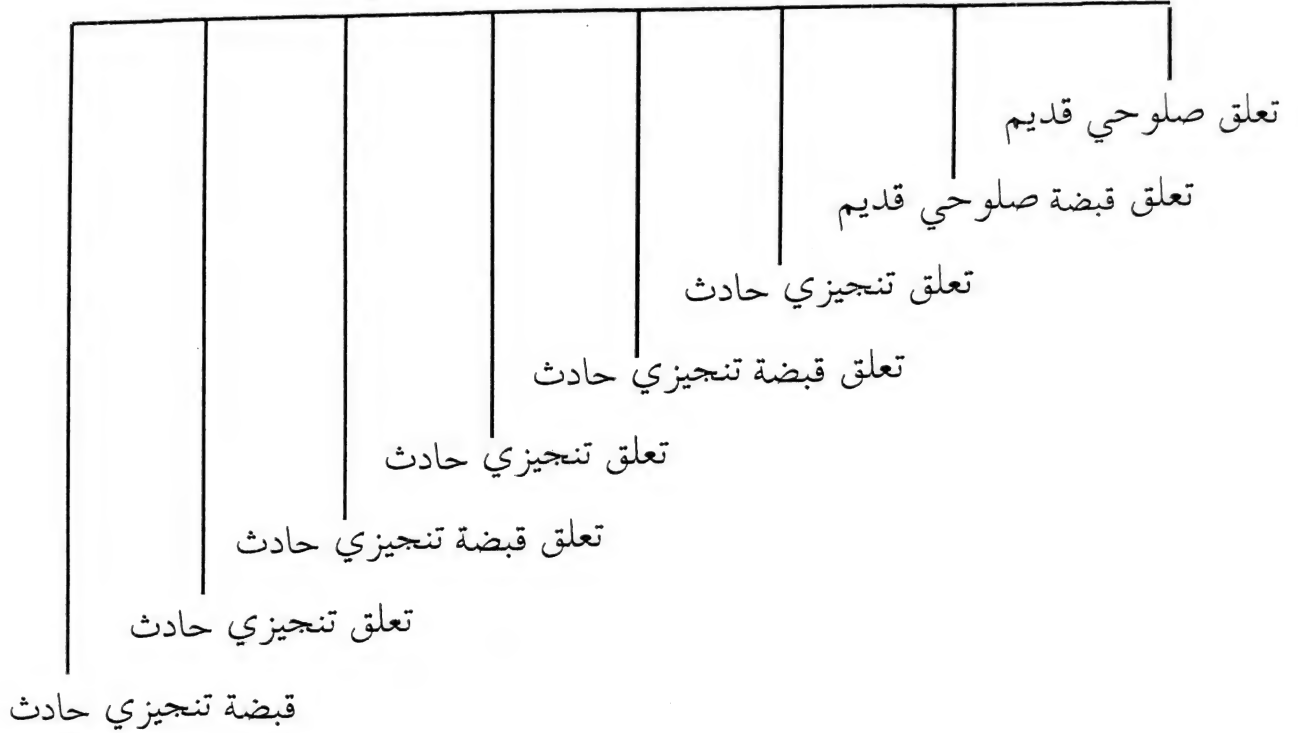 تعلق صلوحي قديم
تعلق قبضة صلوحي قديم
تعلق تنجيزي حادث
تعلق قبضة تنجيزي حادث
تعلق تنجيزي حادث
تعلق قبضة تنجيزي حادث
تعلق تنجيزي حادث
قبضة تنجيزي حادث